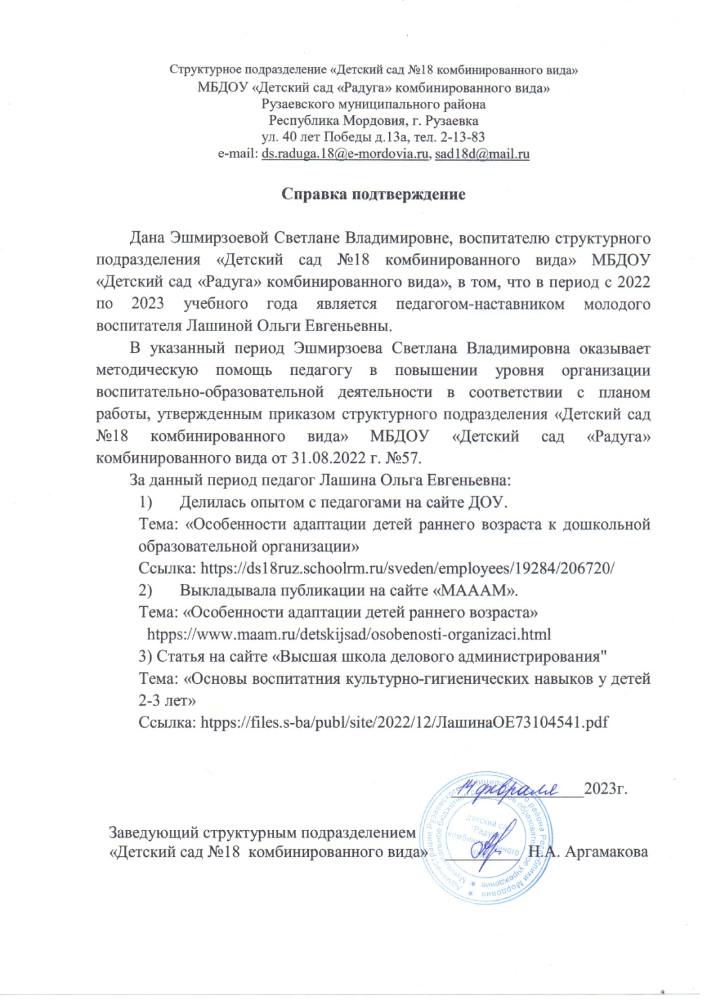 Структурное подразделение «Детский сад №18 комбинированного вида»
МБДОУ «Детский сад «Радуга» комбинированного вида»
Рузаевского муниципального района
Республика Мордовия, г. Рузаевка
ул. 40 лет Победы д.13а, тел. 2-13-83
e-mail: ds.raduga.18@e-mordovia.ru, sad18d@mail.ru
Справка подтверждение
Дана Эшмирзоевой Светлане Владимировне, воспитателю структурного
подразделения «Детский сад №18 комбинированного вида» МБДОУ
«Детский сад «Радуга» комбинированного вида», в том, что в период с 2022
по 2023 учебного года является педагогом-наставником молодого
воспитателя Лашиной Ольги Евгеньевны.
В указанный период Эшмирзоева Светлана Владимировна оказывает
методическую помощь педагогу в повышении уровня организации
воспитательно-образовательной деятельности в соответствии с планом
работы, утвержденным приказом структурного подразделения «Детский сад
№18 комбинированного вида» МБДОУ «Детский сад «Радуга»
комбинированного вида от 31.08.2022 г. №57.
За данный период педагог Лашина Ольга Евгеньевна:
1) Делилась опытом с педагогами на сайте ДОУ.
Тема: «Особенности адаптации детей раннего возраста к дошкольной
образовательной организации»
Ссылка: https://ds18ruz.schoolrm.ru/sveden/employees/19284/206720/
2) Выкладывала публикации на сайте «МАААМ».
Тема: «Особенности адаптации детей раннего возраста»
htpps://www.maam.ru/detskijsad/osobenosti-organizaci.html
3) Статья на сайте «Высшая школа делового администрирования"
Тема: «Основы воспитатния культурно-гигиенических навыков у детей
2-3 лет»
Ссылка: htpps://files.s-ba/publ/site/2022/12/ЛашинаОЕ73104541.pdf
14 февраля 2023г.
Заведующий структурным подразделением
«Детский сад №18 комбинированного вида» Н.А. Аргамакова
Администрация Рузаевского муниципального района Республики Мордовия
Муниципальное бюджетное образовательное учреждение
детский сад
"Радуга"
комбинированного
вида